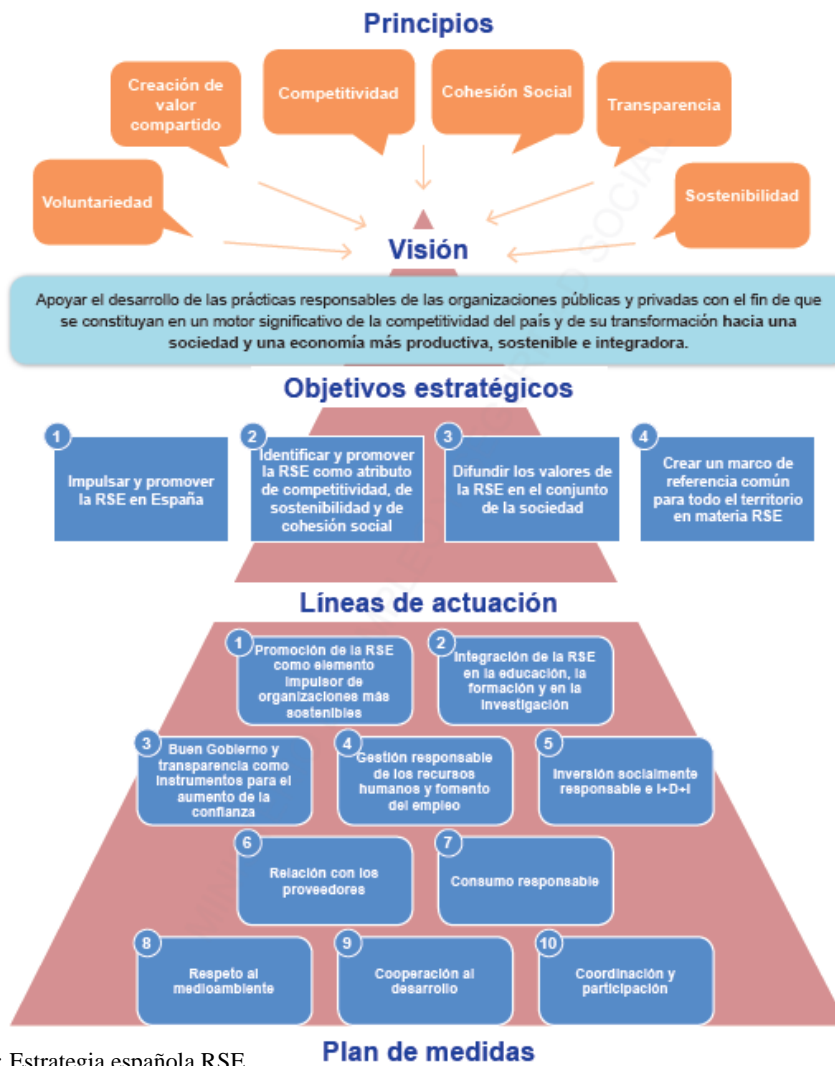 Principios
Creación de
valor
compartido
Competitividad
Cohesión Social
Transparencia
Voluntariedad
Sostenibilidad
Visión
Apoyar el desarrollo de las prácticas responsables de las organizaciones públicas y privadas con el fin de que
se constituyan en un motor significativo de la competitividad del país y de su transformación hacia una
sociedad y una economía más productiva, sostenible e integradora.
Objetivos estratégicos
1
Impulsar y promover
la RSE en España
2
Identificar y promover
la RSE como atributo
de competitividad, de
sostenibilidad y de
cohesión social
3
Difundir los valores de
la RSE en el conjunto
de la sociedad
4
Crear un marco de
referencia común
para todo el territorio
en materia RSE
Líneas de actuación
1
Promoción de la RSE
como elemento
impulsor de
organizaciones más
sostenibles
2
Integración de la RSE
en la educación, la
formación y en la
investigación
3
Buen Gobierno y
transparencia como
instrumentos para el
aumento de la
confianza
4
Gestión responsable
de los recursos
humanos y fomento
del empleo
5
Inversión socialmente
responsable e I+D+I
6
Relación con los
proveedores
7
Consumo responsable
8
Respeto al
medioambiente
9
Cooperación al
desarrollo
10
Coordinación y
participación
Plan de medidas
: Estrategia española RSE